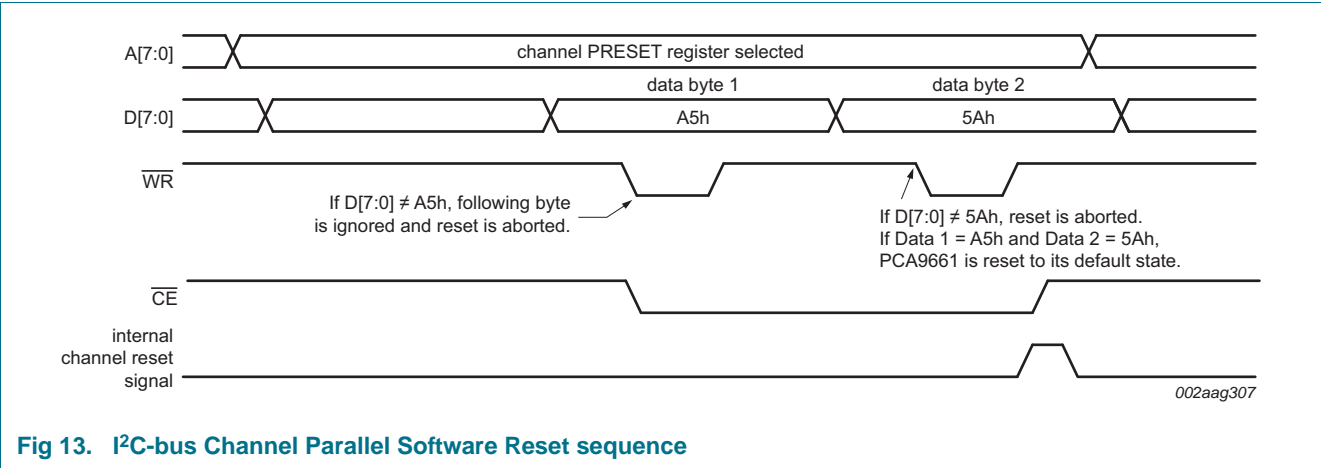 A[7:0]
channel PRESET register selected
data byte 1
data byte 2
D[7:0]
A5h
5Ah
WR
If D[7:0] ≠ A5h, following byte
is ignored and reset is aborted.
If D[7:0] ≠ 5Ah, reset is aborted.
If Data 1 = A5h and Data 2 = 5Ah,
PCA9661 is reset to its default state.
CE
internal
channel reset
signal
002aag307
Fig 13. I2C-bus Channel Parallel Software Reset sequence